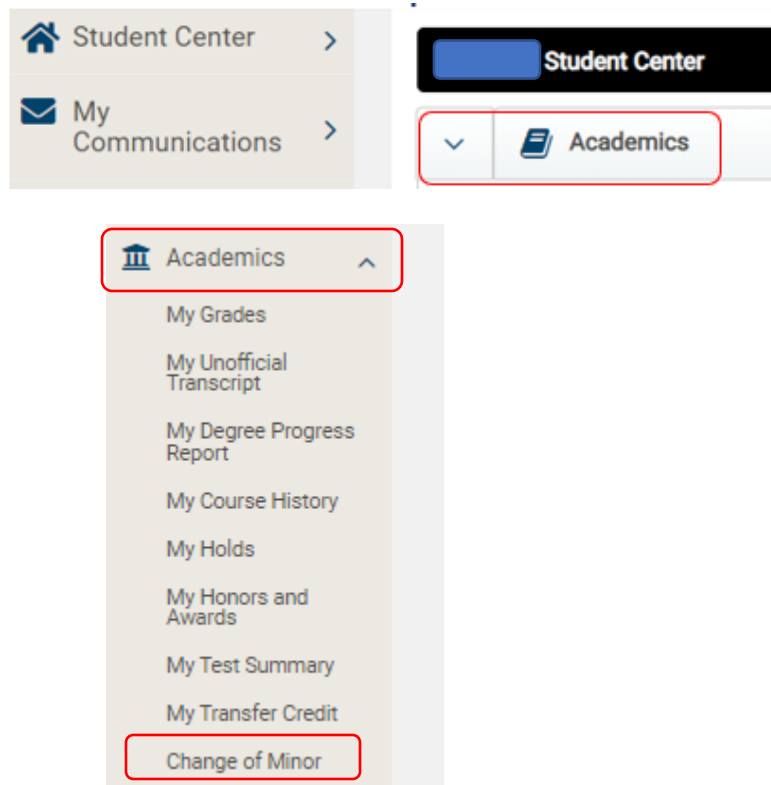 Student Center
My
Communications
Student Center
Academics
Academics
My Grades
My Unofficial
Transcript
My Degree Progress
Report
My Course History
My Holds
My Honors and
Awards
My Test Summary
My Transfer Credit
Change of Minor